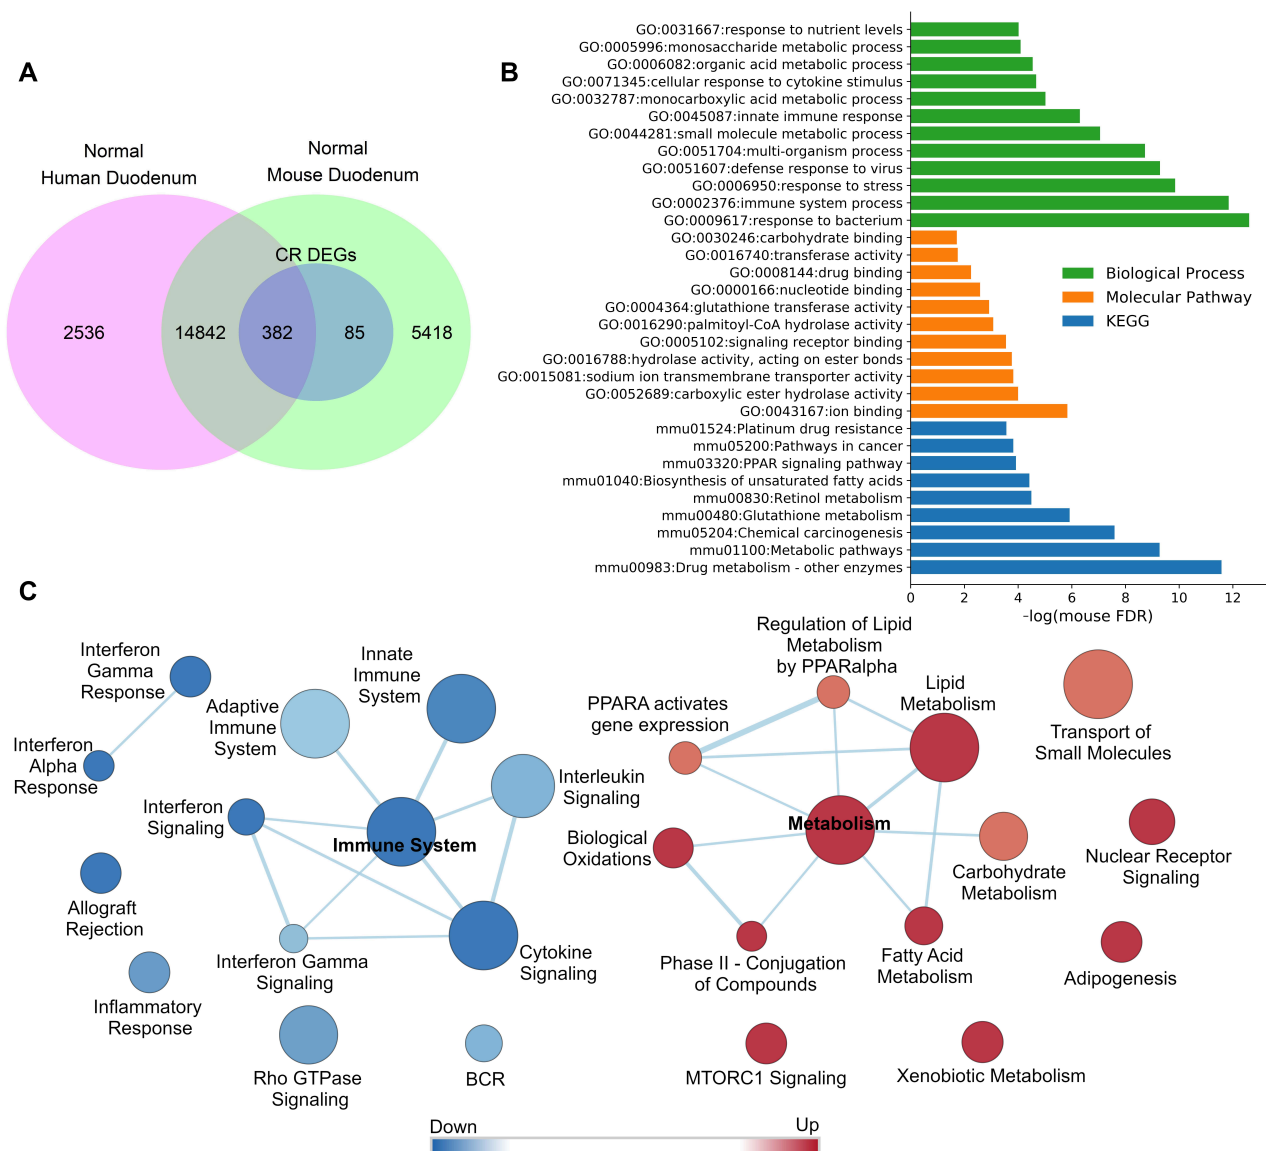 A
Normal
Human Duodenum
Normal
Mouse Duodenum
CR DEGs
2536
14842
382
85
5418
B
GO:0031667:response to nutrient levels
GO:0005996:monosaccharide metabolic process
GO:0006082:organic acid metabolic process
GO:0071345:cellular response to cytokine stimulus
GO:0032787:monocarboxylic acid metabolic process
GO:0045087:innate immune response
GO:0044281:small molecule metabolic process
GO:0051704:multi-organism process
GO:0051607:defense response to virus
GO:0006950:response to stress
GO:0002376:immune system process
GO:0009617:response to bacterium
GO:0030246:carbohydrate binding
GO:0016740:transferase activity
GO:0008144:drug binding
GO:0000166:nucleotide binding
GO:0004364:glutathione transferase activity
GO:0016290:palmitoyl-CoA hydrolase activity
GO:0005102:signaling receptor binding
GO:0016788:hydrolase activity, acting on ester bonds
GO:0015081:sodium ion transmembrane transporter activity
GO:0052689:carboxylic ester hydrolase activity
GO:0043167:ion binding
mmu01524:Platinum drug resistance
mmu05200:Pathways in cancer
mmu03320:PPAR signaling pathway
mmu01040:Biosynthesis of unsaturated fatty acids
mmu00830:Retinol metabolism
mmu00480:Glutathione metabolism
mmu05204:Chemical carcinogenesis
mmu01100:Metabolic pathways
mmu00983:Drug metabolism - other enzymes
Biological Process
Molecular Pathway
KEGG
0 2 4 6 8 10 12
-log(mouse FDR)
C
Interferon
Gamma
Response
Interferon
Alpha
Response
Adaptive
Immune
System
Innate
Immune
System
Interleukin
Signaling
Interferon
Signaling
Immune System
Allograft
Rejection
Interferon Gamma
Signaling
Cytokine
Signaling
Inflammatory
Response
Rho GTPase
Signaling
BCR
Regulation of Lipid
Metabolism
by PPARalpha
PPARA activates
gene expression
Lipid
Metabolism
Transport of
Small Molecules
Biological
Oxidations
Metabolism
Carbohydrate
Metabolism
Nuclear Receptor
Signaling
Phase II - Conjugation
of Compounds
Fatty Acid
Metabolism
Adipogenesis
MTORC1 Signaling
Xenobiotic Metabolism
Down
Up